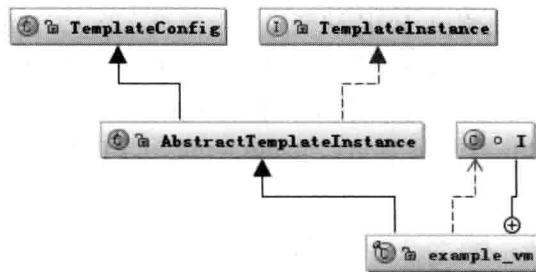 TemplateConfig
TemplateInstance
AbstractTemplateInstance
I
example_vm